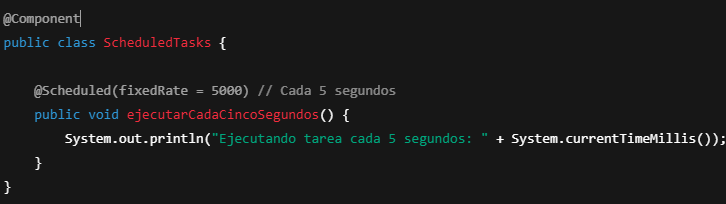 @Component
public class ScheduledTasks {
@Scheduled(fixedRate = 5000) // Cada 5 segundos
public void ejecutarCadaCincoSegundos() {
System.out.println("Ejecutando tarea cada 5 segundos: " + System.currentTimeMillis());
}
}